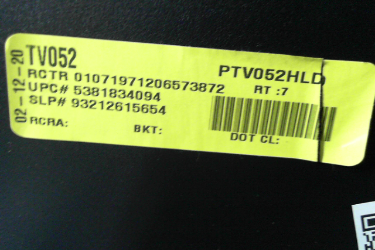 02-12-20
TV052
PTV052HLD
RCTR 01071971206573872
RT :7
UPC# 5381834094
SLP# 93212615654
RCRA:
BKT:
DOT CL: